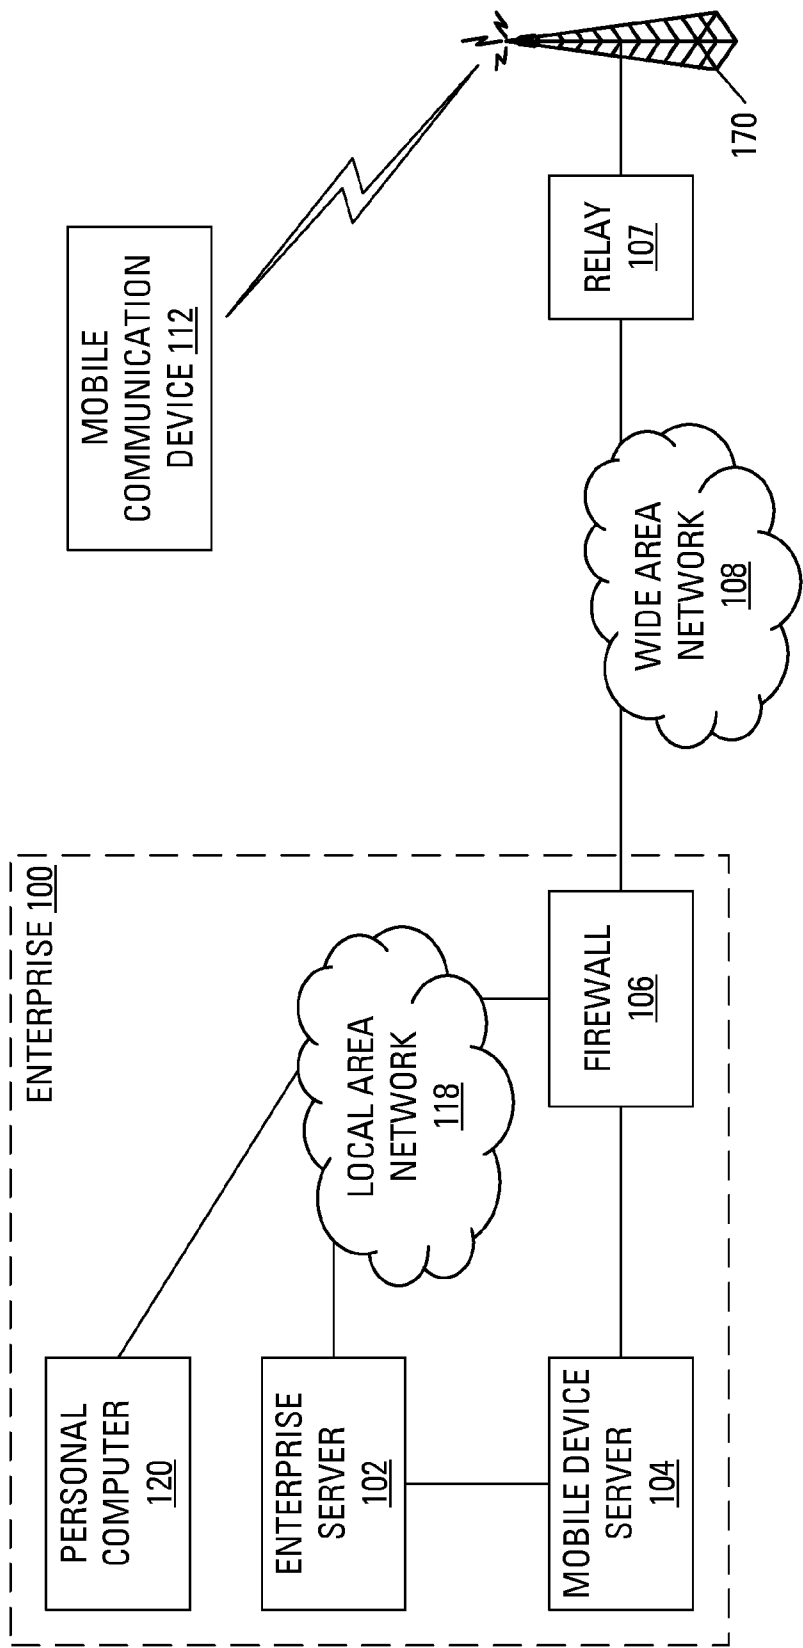 ENTERPRISE 100
PERSONAL
COMPUTER
120
ENTERPRISE
SERVER
102
MOBILE DEVICE
SERVER
104
LOCAL AREA
NETWORK
118
FIREWALL
106
WIDE AREA
NETWORK
108
MOBILE
COMMUNICATION
DEVICE 112
RELAY
107
170